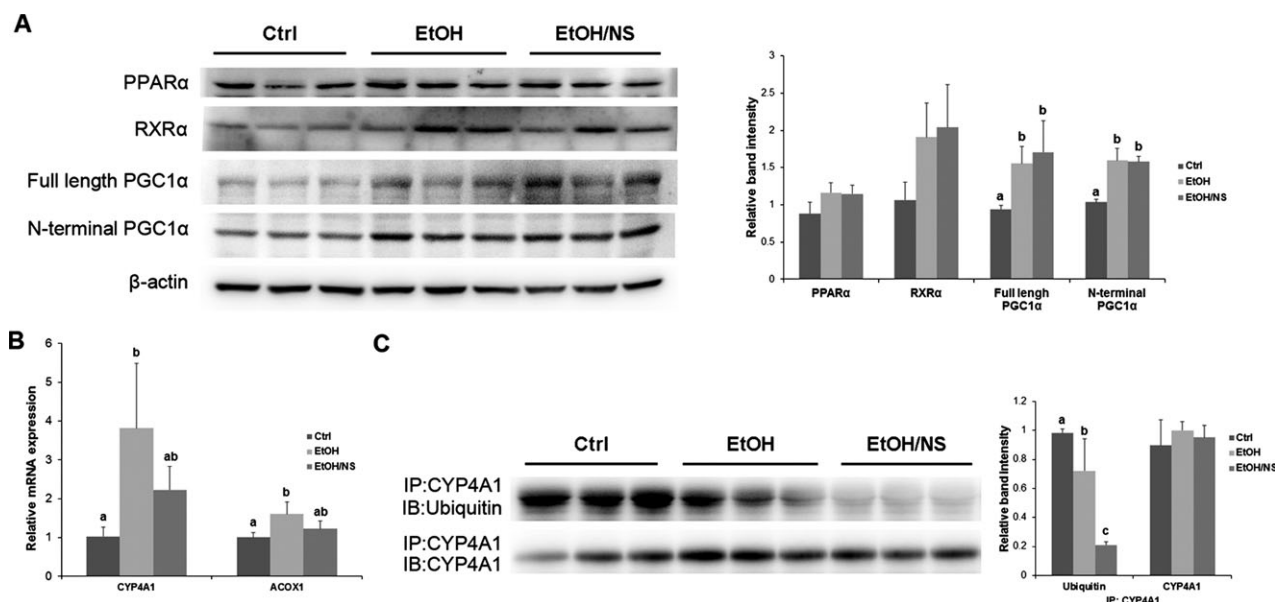 A
Ctrl EtOH EtOH/NS
PPARα
RXRα
Full length PGC1α
N-terminal PGC1α
β-actin
Relative band intensity
3
2.5
2
1.5
1
0.5
0
a b b a b b
Ctrl
EtOH
EtOH/NS
PPARα RXRα Full lengh PGC1α N-terminal PGC1α
B
Relative mRNA expression
6
5
4
3
2
1
0
a b ab a b ab
Ctrl
EtOH
EtOH/NS
CYP4A1 ACOX1
C
Ctrl EtOH EtOH/NS
IP:CYP4A1
IB:Ubiquitin
IP:CYP4A1
IB:CYP4A1
Relative band intensity
1.2
1
0.8
0.6
0.4
0.2
0
a b c
Ctrl
EtOH
EtOH/NS
Ubiquitin CYP4A1
IP: CYP4A1